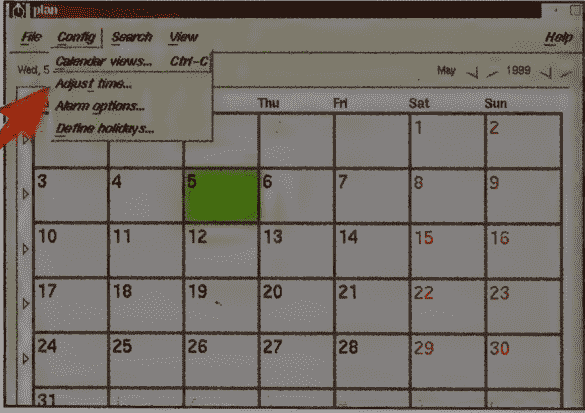 plan
File Config Search View Help
Calendar views... Ctrl-C
Wed, 5 May 1999
Adjust time...
Alarm options...
Define holidays...
Thu Fri Sat Sun
1 2
3 4 5 6 7 8 9
10 11 12 13 14 15 16
17 18 19 20 21 22 23
24 25 26 27 28 29 30
31